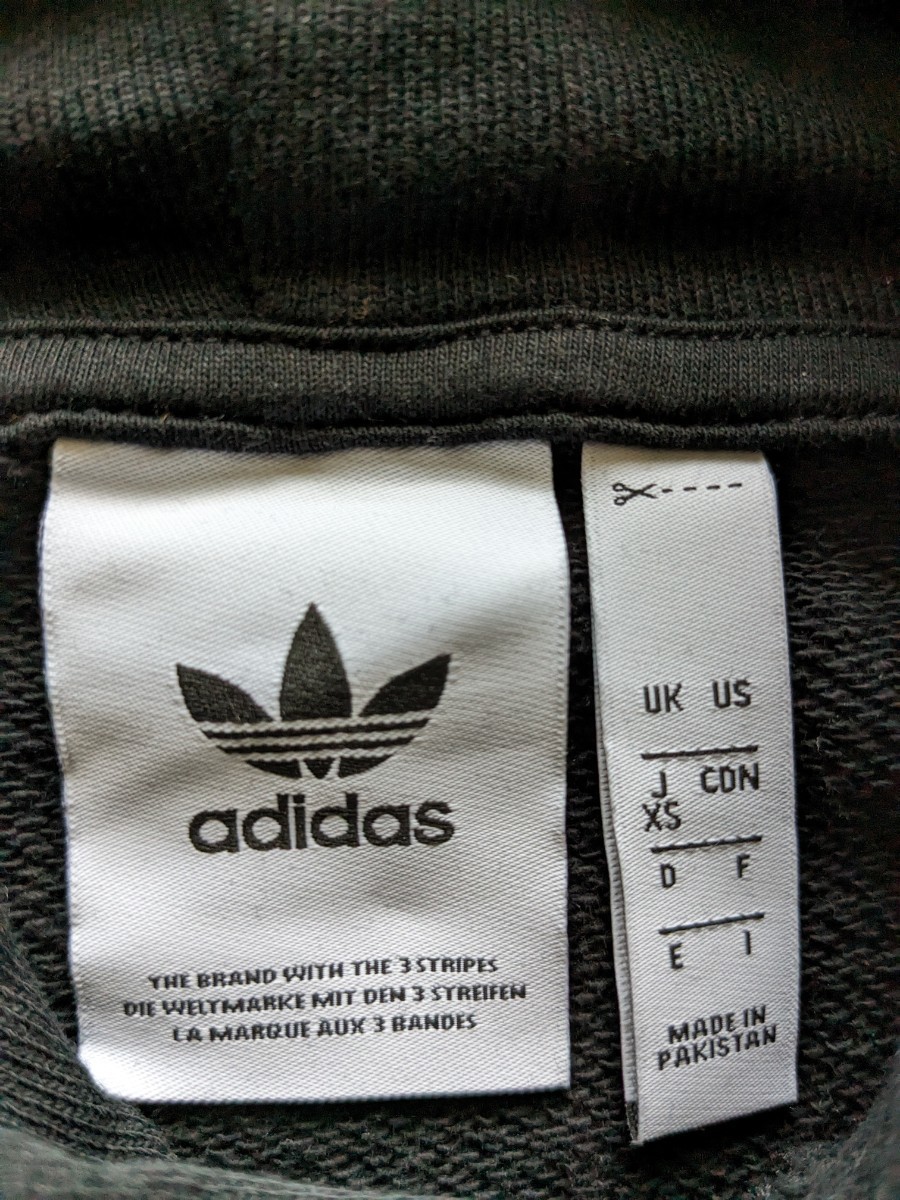 adidas
THE BRAND WITH THE 3 STRIPES
DIE WELTMARKE MIT DEN 3 STREIFEN
LA MARQUE AUX 3 BANDES
UK US
J CDN
XS
D F
E I
MADE IN
PAKISTAN